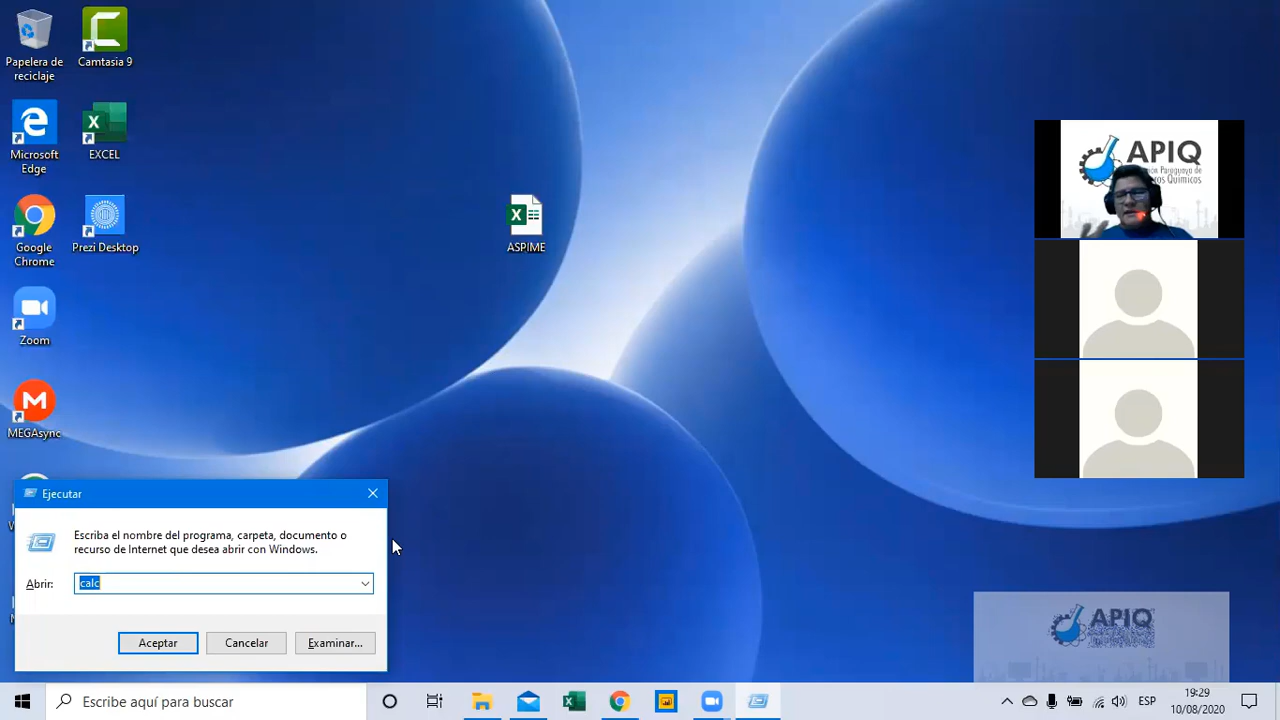 Papelera de
reciclaje
Camtasia 9
Microsoft
Edge
EXCEL
Google
Chrome
Prezi Desktop
Zoom
MEGAsync
ASPIME
APIQ
Ejecutar
Escriba el nombre del programa, carpeta, documento o
recurso de Internet que desea abrir con Windows.
Abrir:
calc
Aceptar
Cancelar
Examinar...
APIQ
Escribe aquí para buscar
ESP
19:29
10/08/2020